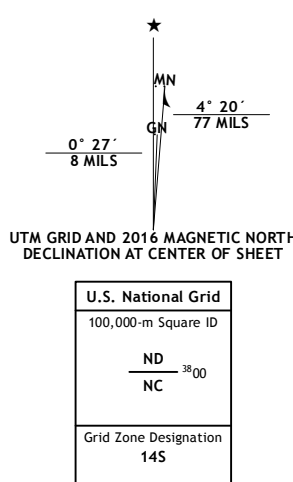 ★
MN
4° 20´
77 MILS
GN
0° 27´
8 MILS
UTM GRID AND 2016 MAGNETIC NORTH
DECLINATION AT CENTER OF SHEET
U.S. National Grid
100,000-m Square ID
ND
3800
NC
Grid Zone Designation
14S